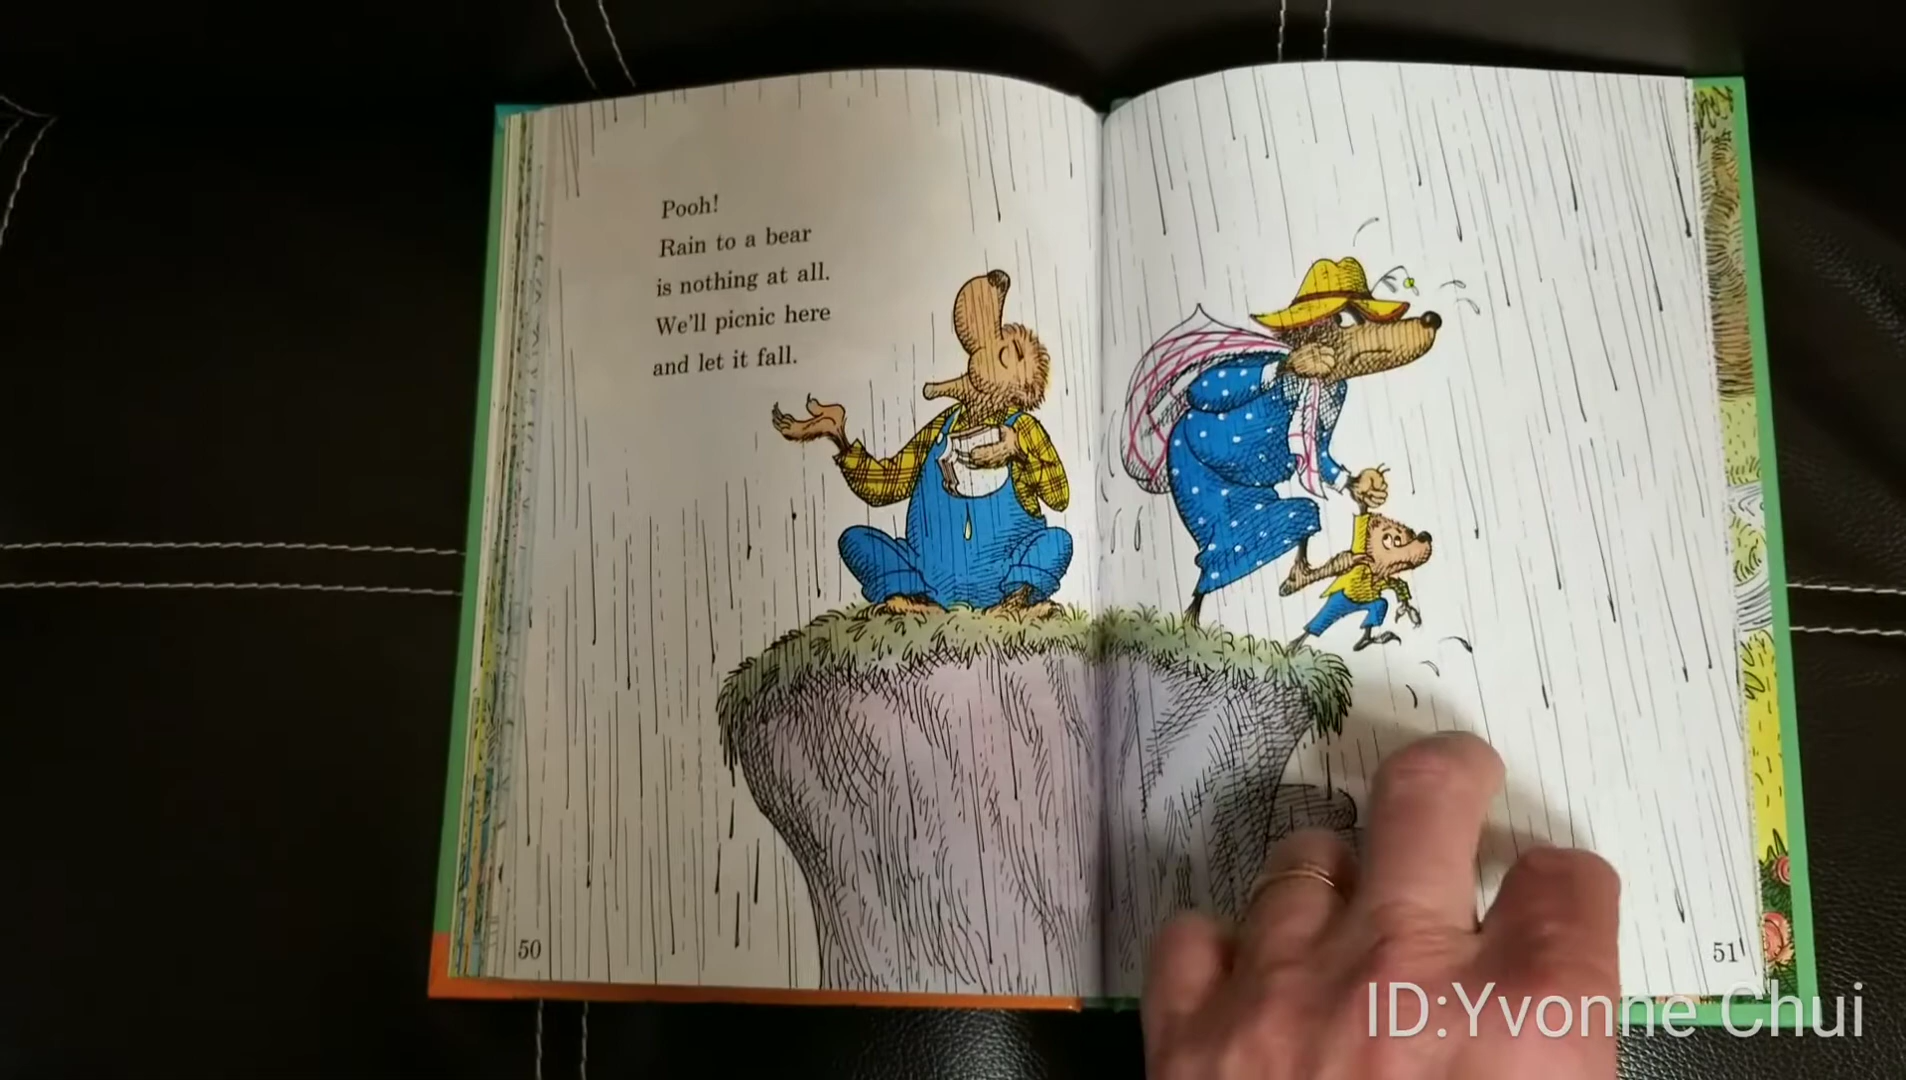 Pooh!
Rain to a bear
is nothing at all.
We'll picnic here
and let it fall.
50
51
ID:Yvonne Chui